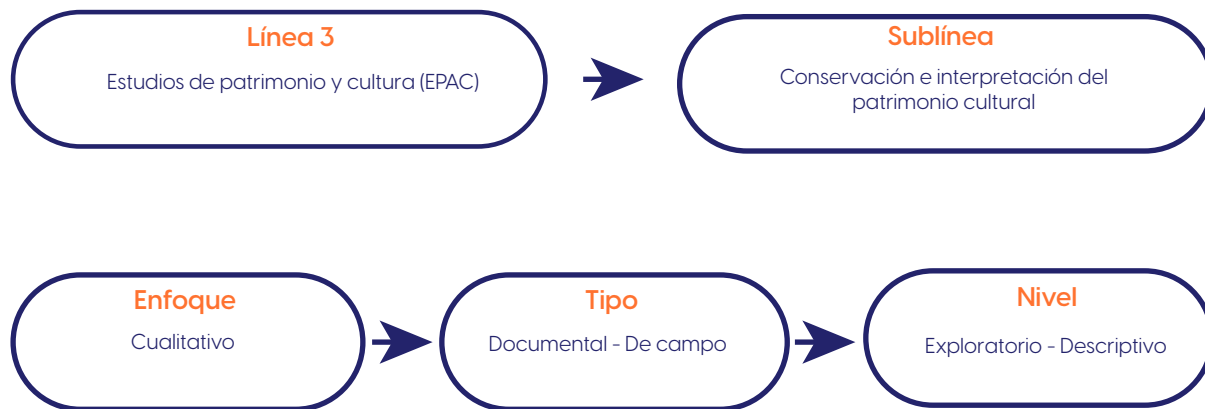 Línea 3
Estudios de patrimonio y cultura (EPAC)
Sublínea
Conservación e interpretación del
patrimonio cultural
Enfoque
Cualitativo
Tipo
Documental - De campo
Nivel
Exploratorio - Descriptivo